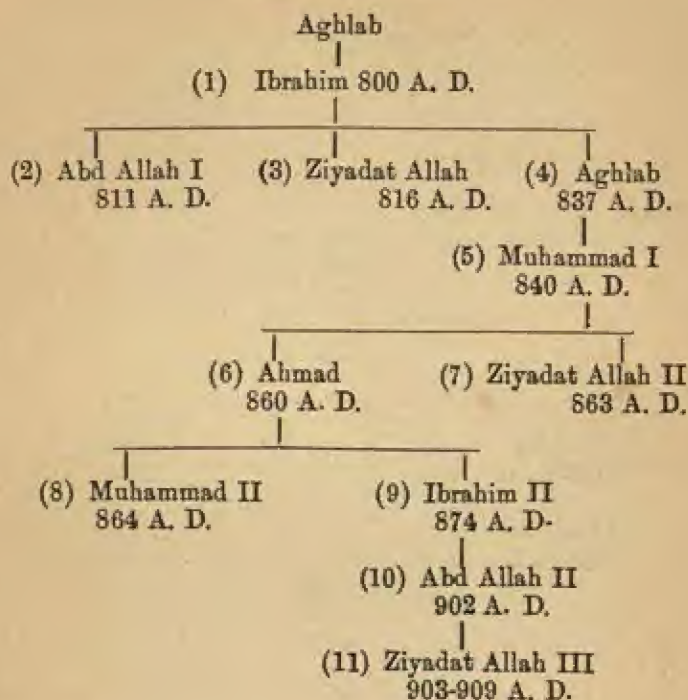 Aghlab
(1) Ibrahim 800 A. D.
(2) Abd Allah I (3) Ziyadat Allah (4) Aghlab
811 A. D. 816 A. D. 837 A. D.
(5) Muhammad I
840 A. D.
(6) Ahmad (7) Ziyadat Allah II
860 A. D. 863 A. D.
(8) Muhammad II (9) Ibrahim II
864 A. D. 874 A. D-
(10) Abd Allah II
902 A. D.
(11) Ziyadat Allah III
903-909 A. D.